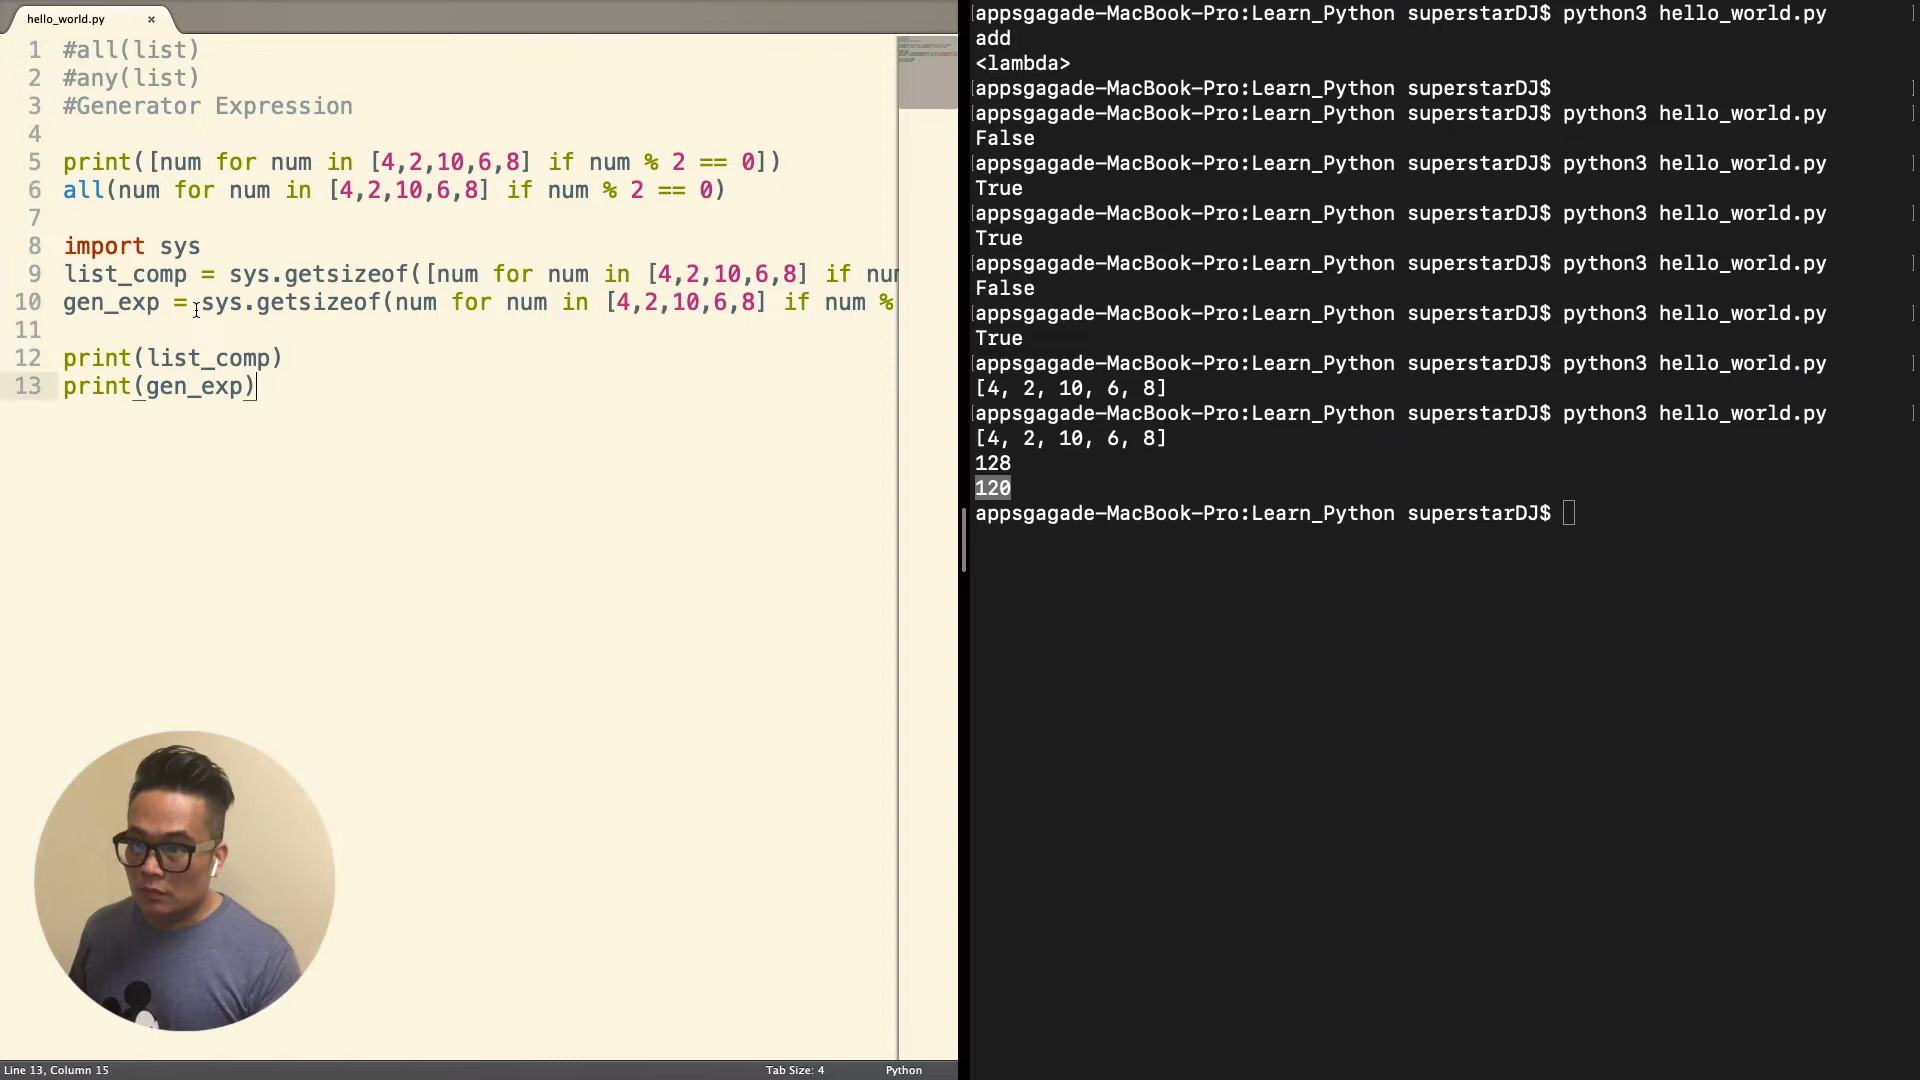 hello_world.py ×
1 #all(list)
2 #any(list)
3 #Generator Expression
4
5 print([num for num in [4,2,10,6,8] if num % 2 == 0])
6 all(num for num in [4,2,10,6,8] if num % 2 == 0)
7
8 import sys
9 list_comp = sys.getsizeof([num for num in [4,2,10,6,8] if nu
10 gen_exp = sys.getsizeof(num for num in [4,2,10,6,8] if num %
11
12 print(list_comp)
13 print(gen_exp)
Line 13, Column 15
Tab Size: 4
Python
appsgagade-MacBook-Pro:Learn_Python superstarDJ$ python3 hello_world.py
add
<lambda>
appsgagade-MacBook-Pro:Learn_Python superstarDJ$
appsgagade-MacBook-Pro:Learn_Python superstarDJ$ python3 hello_world.py
False
appsgagade-MacBook-Pro:Learn_Python superstarDJ$ python3 hello_world.py
True
appsgagade-MacBook-Pro:Learn_Python superstarDJ$ python3 hello_world.py
True
appsgagade-MacBook-Pro:Learn_Python superstarDJ$ python3 hello_world.py
False
appsgagade-MacBook-Pro:Learn_Python superstarDJ$ python3 hello_world.py
True
appsgagade-MacBook-Pro:Learn_Python superstarDJ$ python3 hello_world.py
[4, 2, 10, 6, 8]
appsgagade-MacBook-Pro:Learn_Python superstarDJ$ python3 hello_world.py
[4, 2, 10, 6, 8]
128
120
appsgagade-MacBook-Pro:Learn_Python superstarDJ$